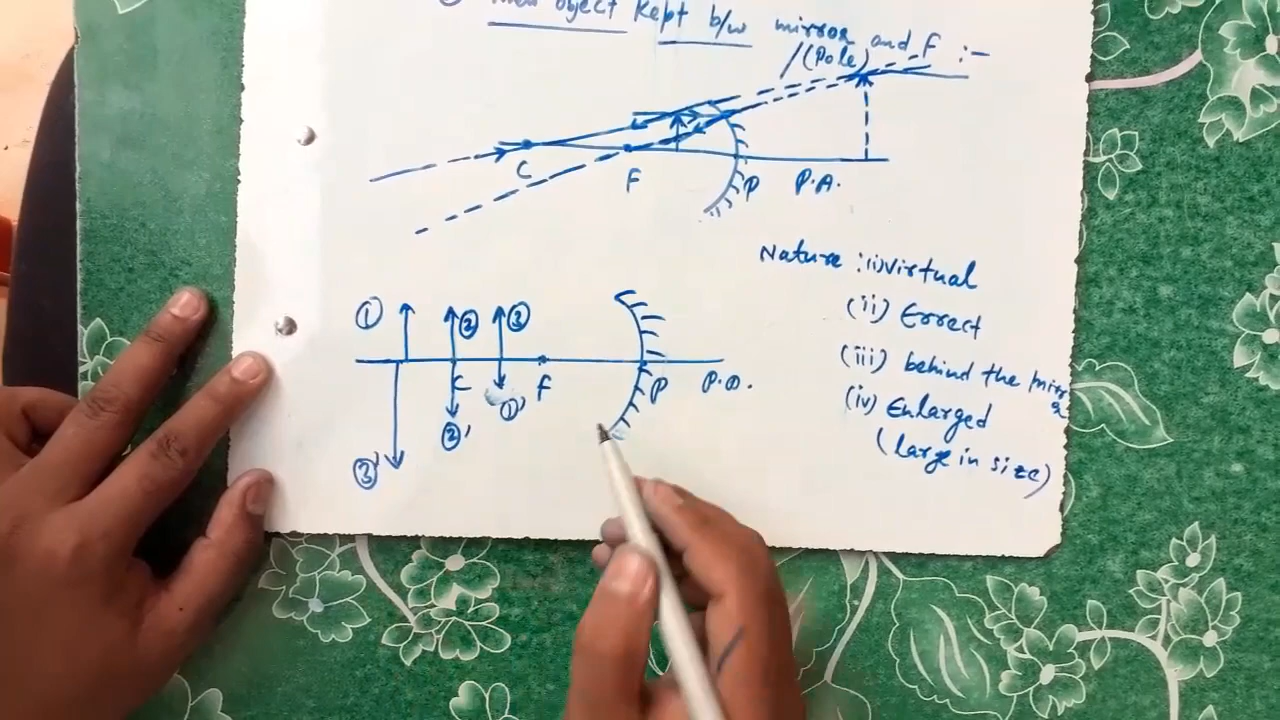 object kept b/w mirror and F :-
(Pole)
C
F
P
P.A.
Nature : (i) Virtual
(ii) Errect
(iii) behind the mirr
(iv) Enlarged
(large in size)
① ② ③
C
F
P
①'
②'
③'